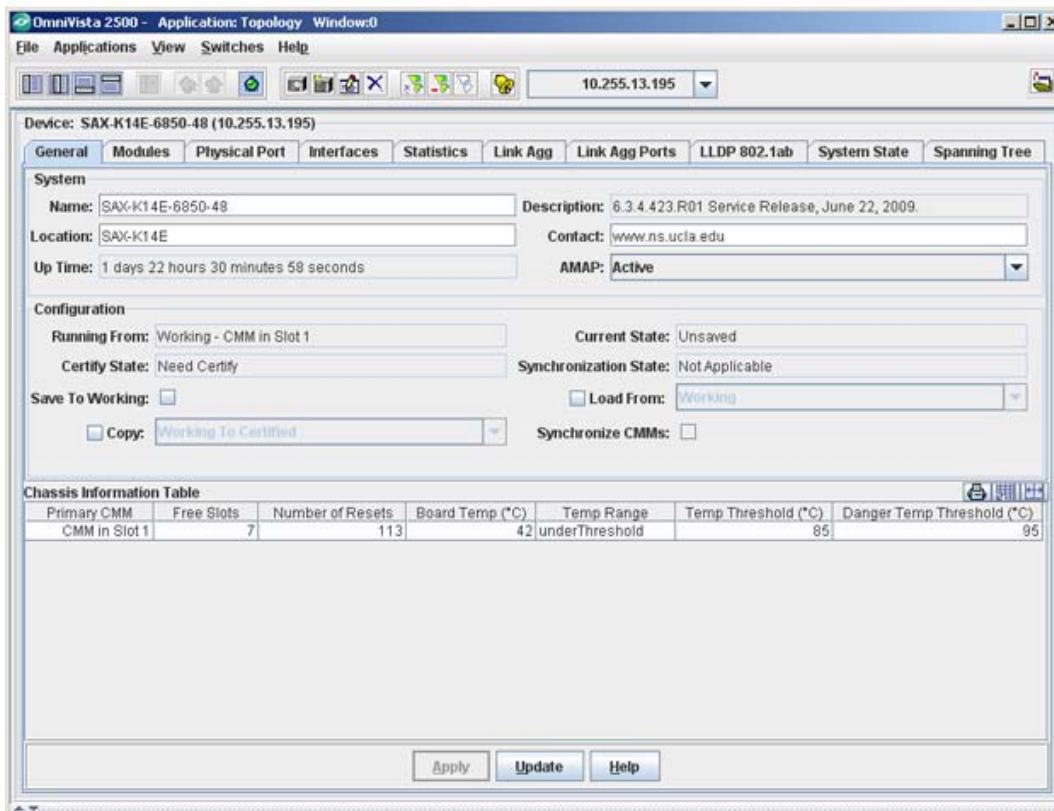 OmniVista 2500 - Application: Topology Window:0
File Applications View Switches Help
10.255.13.195
Device: SAX-K14E-6850-48 (10.255.13.195)
General Modules Physical Port Interfaces Statistics Link Agg Link Agg Ports LLDP 802.1ab System State Spanning Tree
System
Name: SAX-K14E-6850-48 Description: 6.3.4.423.R01 Service Release, June 22, 2009.
Location: SAX-K14E Contact: www.ns.ucla.edu
Up Time: 1 days 22 hours 30 minutes 58 seconds AMAP: Active
Configuration
Running From: Working - CMM in Slot 1 Current State: Unsaved
Certify State: Need Certify Synchronization State: Not Applicable
Save To Working: Load From: Working
Copy: Working To Certified Synchronize CMMs:
Chassis Information Table
Primary CMM Free Slots Number of Resets Board Temp (°C) Temp Range Temp Threshold (°C) Danger Temp Threshold (°C)
CMM in Slot 1 7 113 42 underThreshold 85 95
Apply Update Help